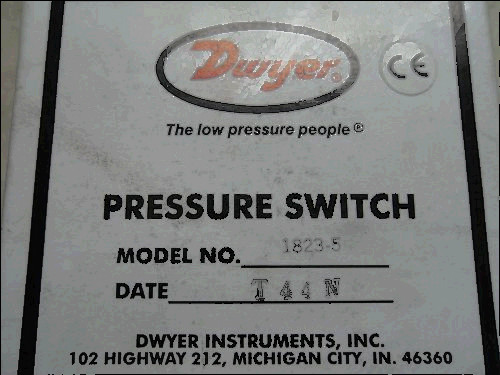 Dwyer®
CE
The low pressure people®
PRESSURE SWITCH
MODEL NO. 1823-5
DATE T44N
DWYER INSTRUMENTS, INC.
102 HIGHWAY 212, MICHIGAN CITY, IN. 46360